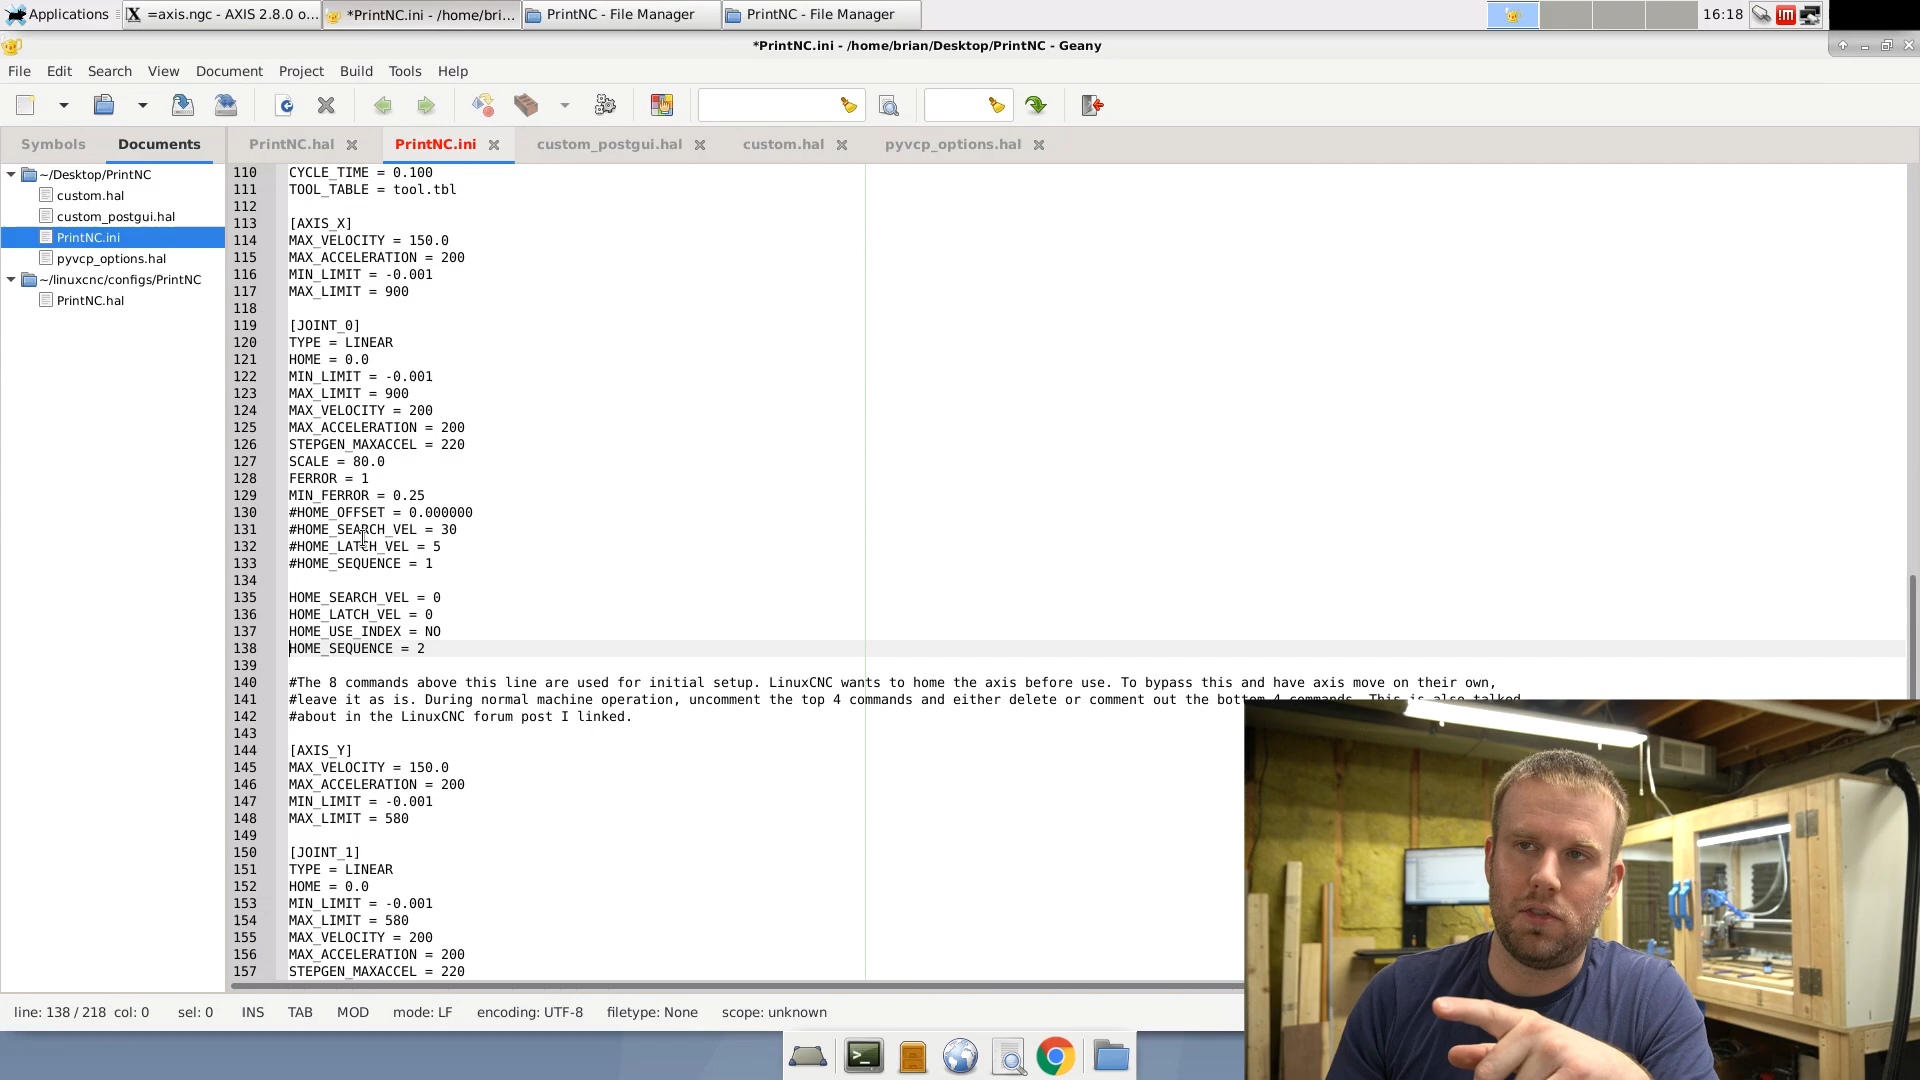 Applications
=axis.ngc - AXIS 2.8.0 o...
*PrintNC.ini - /home/bri...
PrintNC - File Manager
PrintNC - File Manager
16:18
*PrintNC.ini - /home/brian/Desktop/PrintNC - Geany
File Edit Search View Document Project Build Tools Help
Symbols Documents
PrintNC.hal PrintNC.ini custom_postgui.hal custom.hal pyvcp_options.hal
~/Desktop/PrintNC
custom.hal
custom_postgui.hal
PrintNC.ini
pyvcp_options.hal
~/linuxcnc/configs/PrintNC
PrintNC.hal
110 CYCLE_TIME = 0.100
111 TOOL_TABLE = tool.tbl
112
113 [AXIS_X]
114 MAX_VELOCITY = 150.0
115 MAX_ACCELERATION = 200
116 MIN_LIMIT = -0.001
117 MAX_LIMIT = 900
118
119 [JOINT_0]
120 TYPE = LINEAR
121 HOME = 0.0
122 MIN_LIMIT = -0.001
123 MAX_LIMIT = 900
124 MAX_VELOCITY = 200
125 MAX_ACCELERATION = 200
126 STEPGEN_MAXACCEL = 220
127 SCALE = 80.0
128 FERROR = 1
129 MIN_FERROR = 0.25
130 #HOME_OFFSET = 0.000000
131 #HOME_SEARCH_VEL = 30
132 #HOME_LATCH_VEL = 5
133 #HOME_SEQUENCE = 1
134
135 HOME_SEARCH_VEL = 0
136 HOME_LATCH_VEL = 0
137 HOME_USE_INDEX = NO
138 HOME_SEQUENCE = 2
139
140 #The 8 commands above this line are used for initial setup. LinuxCNC wants to home the axis before use. To bypass this and have axis move on their own,
141 #leave it as is. During normal machine operation, uncomment the top 4 commands and either delete or comment out the bottom 4 commands. This is also talked
142 #about in the LinuxCNC forum post I linked.
143
144 [AXIS_Y]
145 MAX_VELOCITY = 150.0
146 MAX_ACCELERATION = 200
147 MIN_LIMIT = -0.001
148 MAX_LIMIT = 580
149
150 [JOINT_1]
151 TYPE = LINEAR
152 HOME = 0.0
153 MIN_LIMIT = -0.001
154 MAX_LIMIT = 580
155 MAX_VELOCITY = 200
156 MAX_ACCELERATION = 200
157 STEPGEN_MAXACCEL = 220
line: 138 / 218 col: 0 sel: 0 INS TAB MOD mode: LF encoding: UTF-8 filetype: None scope: unknown